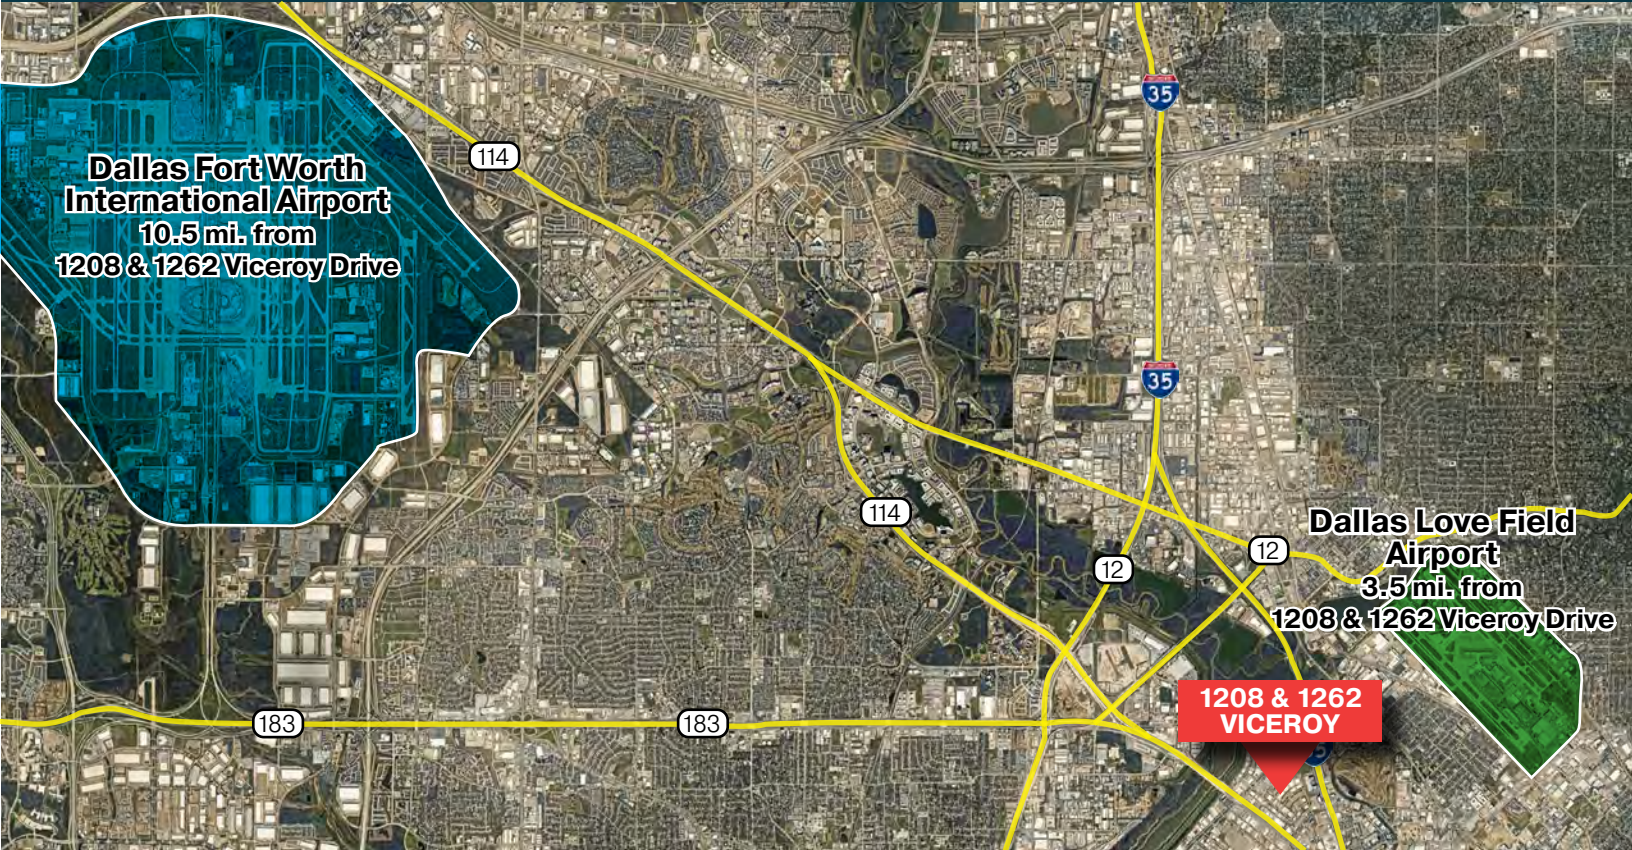 35
114
Dallas Fort Worth
International Airport
10.5 mi. from
1208 & 1262 Viceroy Drive
35
114
12
12
Dallas Love Field
Airport
3.5 mi. from
1208 & 1262 Viceroy Drive
183
183
1208 & 1262
VICEROY